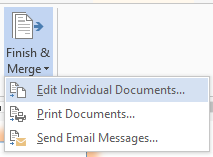 Finish &
Merge
Edit Individual Documents...
Print Documents...
Send Email Messages...